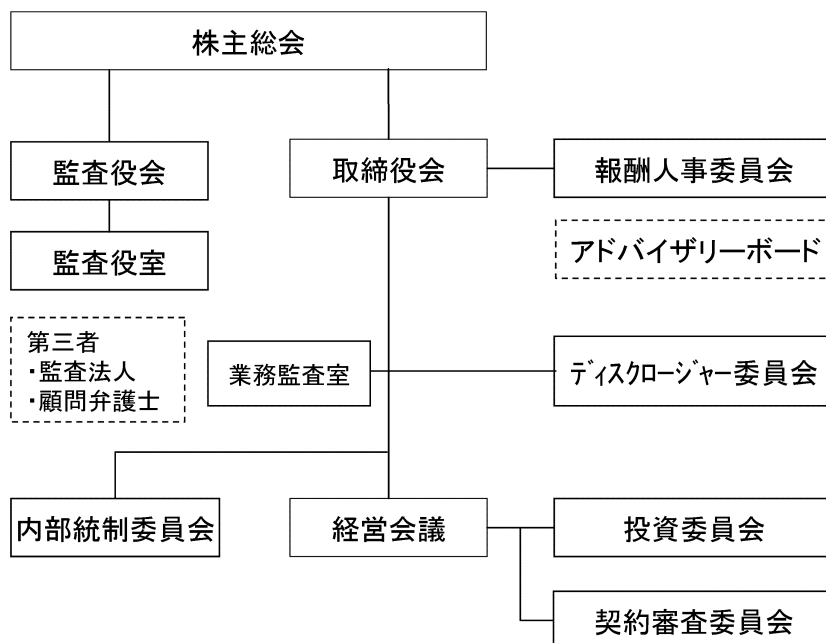 株主総会
監査役会
取締役会
報酬人事委員会
監査役室
アドバイザリーボード
第三者
・監査法人
・顧問弁護士
業務監査室
ディスクロージャー委員会
内部統制委員会
経営会議
投資委員会
契約審査委員会